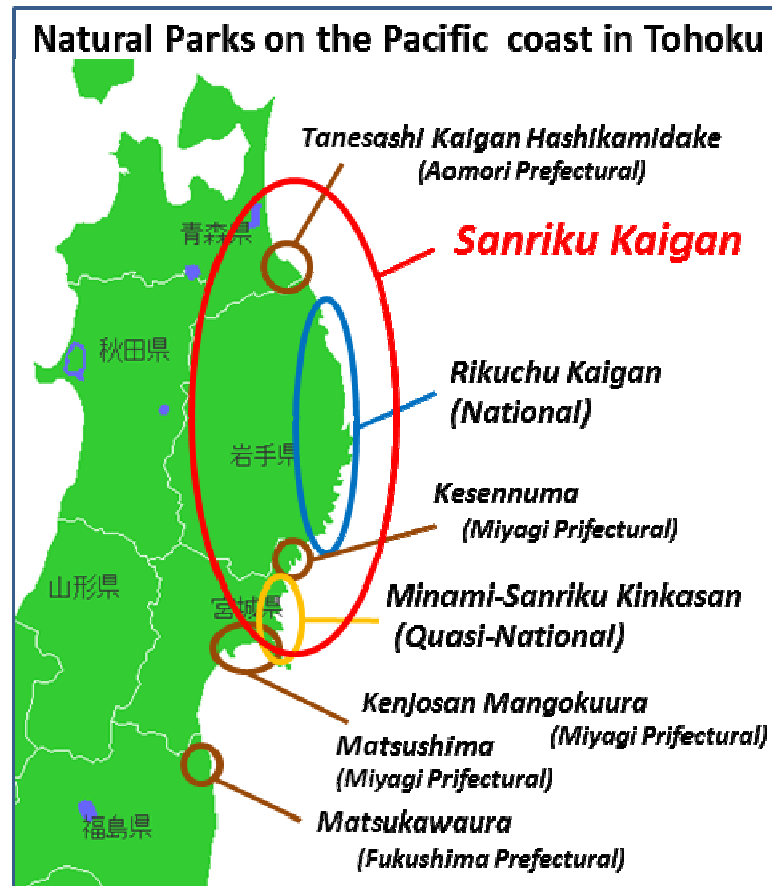 Natural Parks on the Pacific coast in Tohoku
Tanesashi Kaigan Hashikamidake
(Aomori Prefectural)
青森県
Sanriku Kaigan
秋田県
Rikuchu Kaigan
(National)
岩手県
Kesennuma
(Miyagi Prifectural)
山形県
宮城県
Minami-Sanriku Kinkasan
(Quasi-National)
Kenjosan Mangokuura
(Miyagi Prifectural)
Matsushima
(Miyagi Prifectural)
Matsukawaura
福島県
(Fukushima Prefectural)